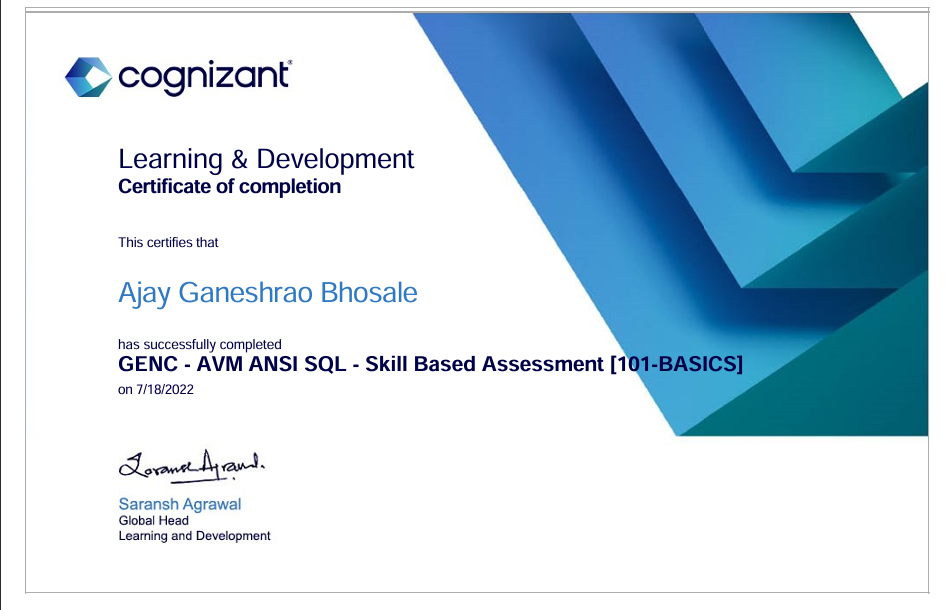 cognizant®
Learning & Development
Certificate of completion
This certifies that
Ajay Ganeshrao Bhosale
has successfully completed
GENC - AVM ANSI SQL - Skill Based Assessment [101-BASICS]
on 7/18/2022
Saransh Agrawal
Saransh Agrawal
Global Head
Learning and Development